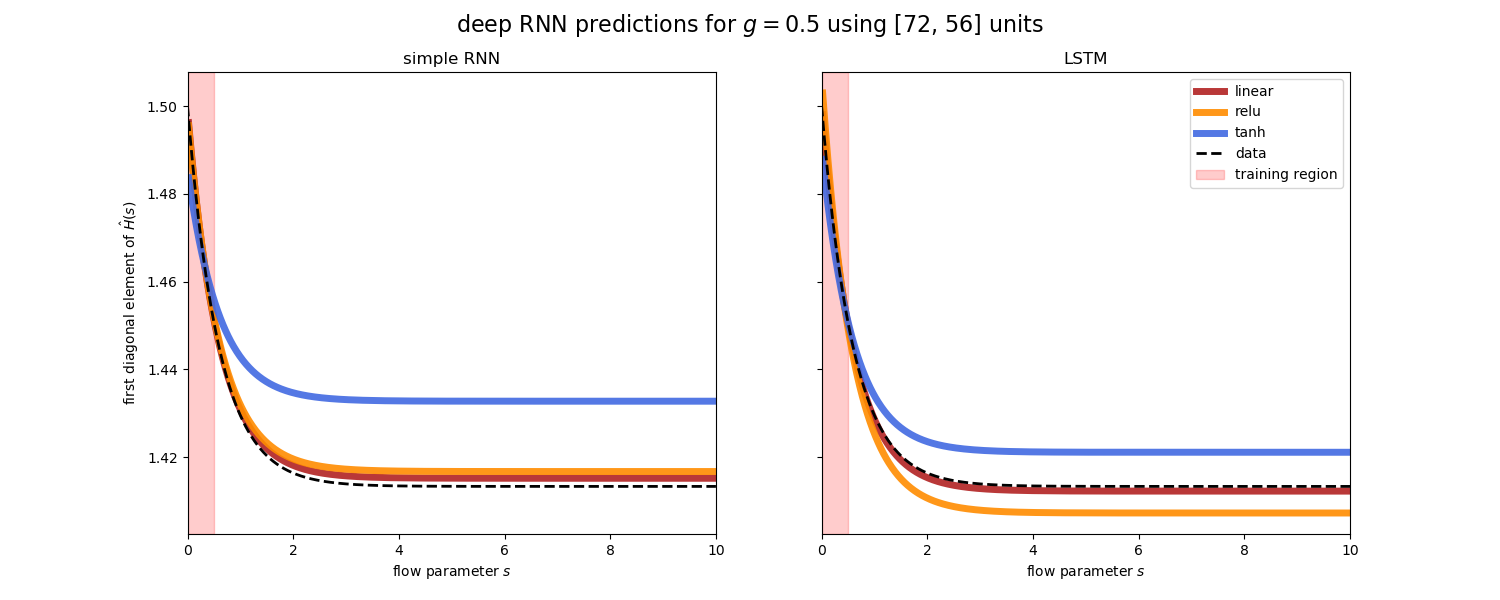 deep RNN predictions for g = 0.5 using [72, 56] units
simple RNN
1.50
1.48
1.46
1.44
1.42
first diagonal element of Ĥ(s)
0 2 4 6 8 10
flow parameter s
LSTM
linear
relu
tanh
data
training region
0 2 4 6 8 10
flow parameter s